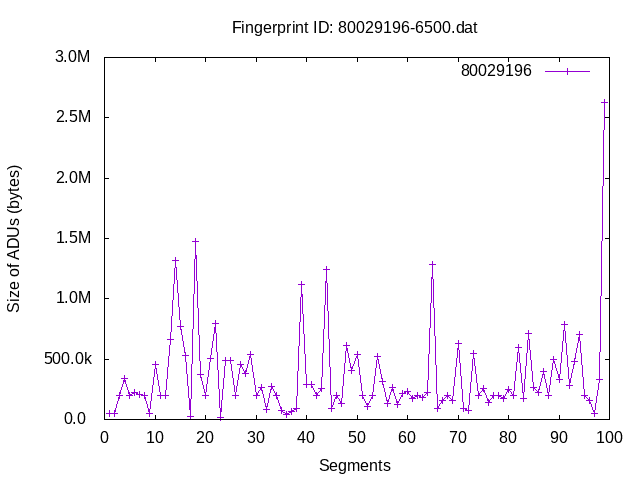 Fingerprint ID: 80029196-6500.dat
80029196
3.0M
2.5M
2.0M
1.5M
1.0M
500.0k
0.0
Size of ADUs (bytes)
0 10 20 30 40 50 60 70 80 90 100
Segments